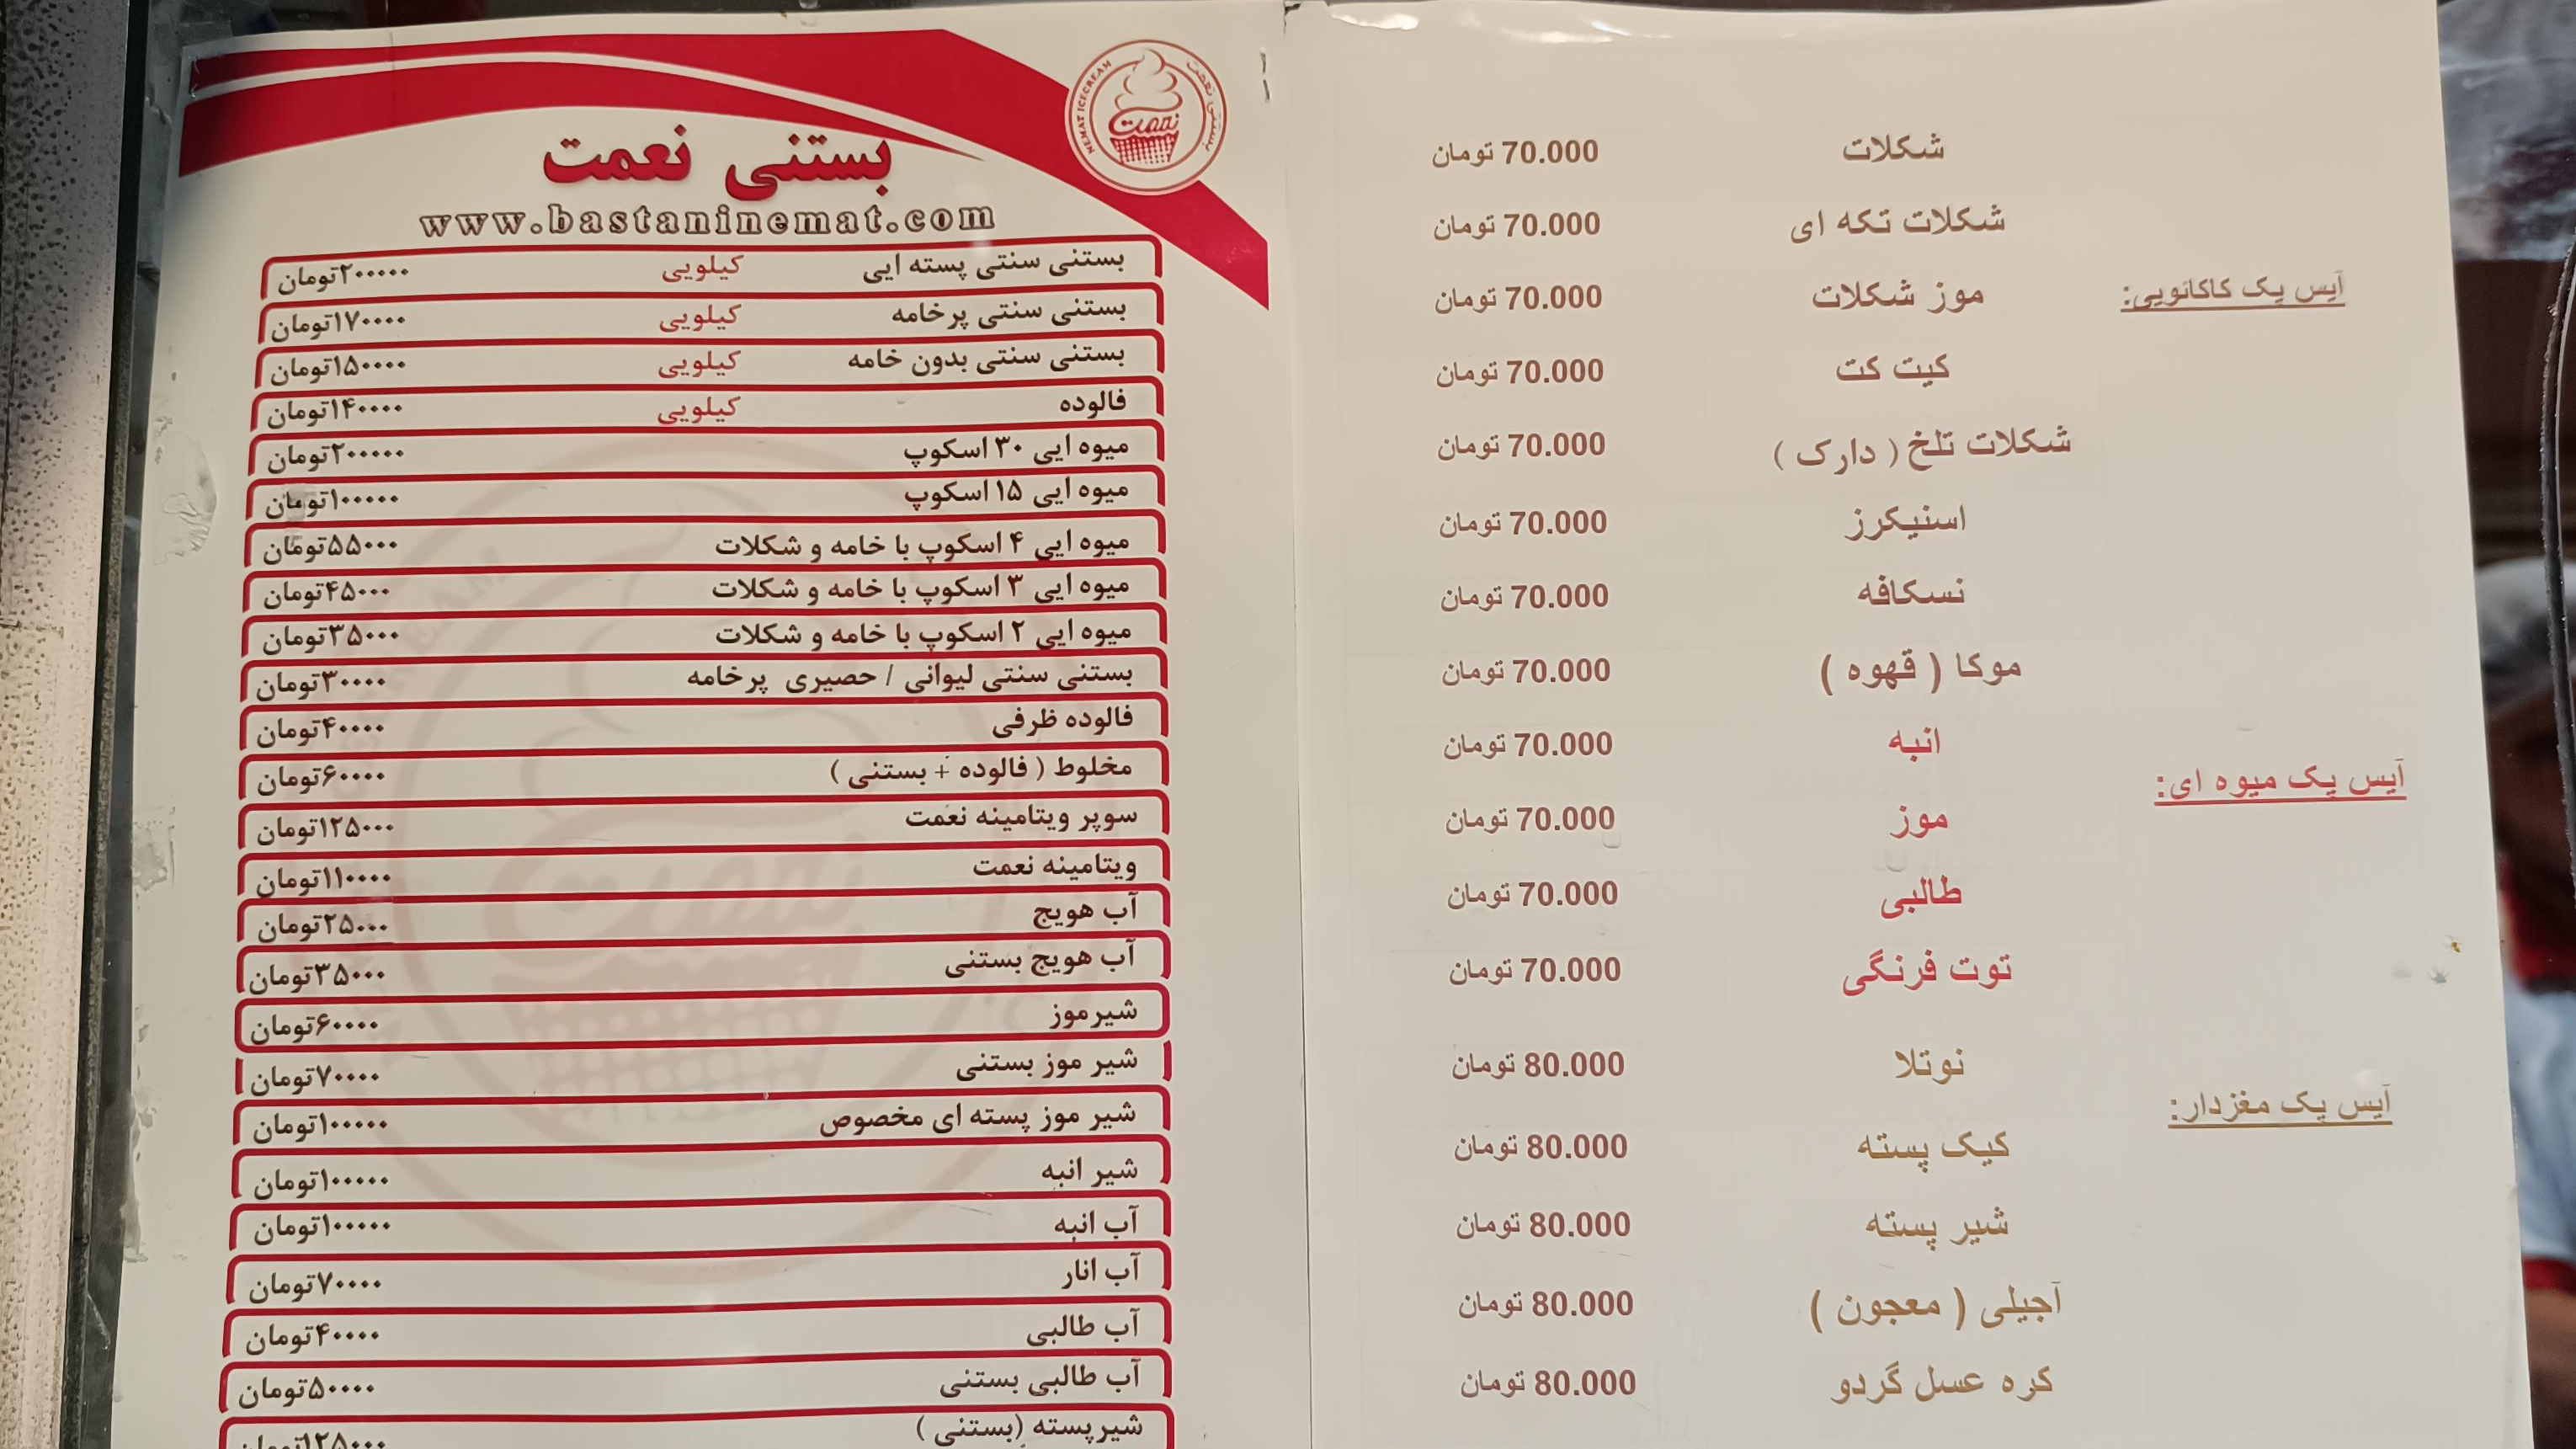 بستنی نعمت
NEMAT ICECREAM
بستنی نعمت
نعمت
www.bastaninemat.com
بستنی سنتی پسته ایی کیلویی ۲۰۰۰۰۰تومان
بستنی سنتی پرخامه کیلویی ۱۷۰۰۰۰تومان
بستنی سنتی بدون خامه کیلویی ۱۵۰۰۰۰تومان
فالوده کیلویی ۱۴۰۰۰۰تومان
میوه ایی ۳۰ اسکوپ ۲۰۰۰۰۰تومان
میوه ایی ۱۵ اسکوپ ۱۰۰۰۰۰تومان
میوه ایی ۴ اسکوپ با خامه و شکلات ۵۵۰۰۰تومان
میوه ایی ۳ اسکوپ با خامه و شکلات ۴۵۰۰۰تومان
میوه ایی ۲ اسکوپ با خامه و شکلات ۳۵۰۰۰تومان
بستنی سنتی لیوانی / حصیری پرخامه ۳۰۰۰۰تومان
فالوده ظرفی ۴۰۰۰۰تومان
مخلوط ( فالوده + بستنی ) ۶۰۰۰۰تومان
سوپر ویتامینه نعمت ۱۲۵۰۰۰تومان
ویتامینه نعمت ۱۱۰۰۰۰تومان
آب هویج ۲۵۰۰۰تومان
آب هویج بستنی ۳۵۰۰۰تومان
شیرموز ۶۰۰۰۰تومان
شیر موز بستنی ۷۰۰۰۰تومان
شیر موز پسته ای مخصوص ۱۰۰۰۰۰تومان
شیر انبه ۱۰۰۰۰۰تومان
آب انبه ۱۰۰۰۰۰تومان
آب انار ۷۰۰۰۰تومان
آب طالبی ۴۰۰۰۰تومان
آب طالبی بستنی ۵۰۰۰۰تومان
شیرپسته (بستنی ) ۱۲۵۰۰۰تومان
شکلات 70.000 تومان
شکلات تکه ای 70.000 تومان
آیس پک کاکائویی: موز شکلات 70.000 تومان
کیت کت 70.000 تومان
شکلات تلخ ( دارک ) 70.000 تومان
اسنیکرز 70.000 تومان
نسکافه 70.000 تومان
موکا ( قهوه ) 70.000 تومان
انبه 70.000 تومان
آیس پک میوه ای:
موز 70.000 تومان
طالبی 70.000 تومان
توت فرنگی 70.000 تومان
نوتلا 80.000 تومان
آیس پک مغزدار:
کیک پسته 80.000 تومان
شیر پسته 80.000 تومان
آجیلی ( معجون ) 80.000 تومان
کره عسل گردو 80.000 تومان